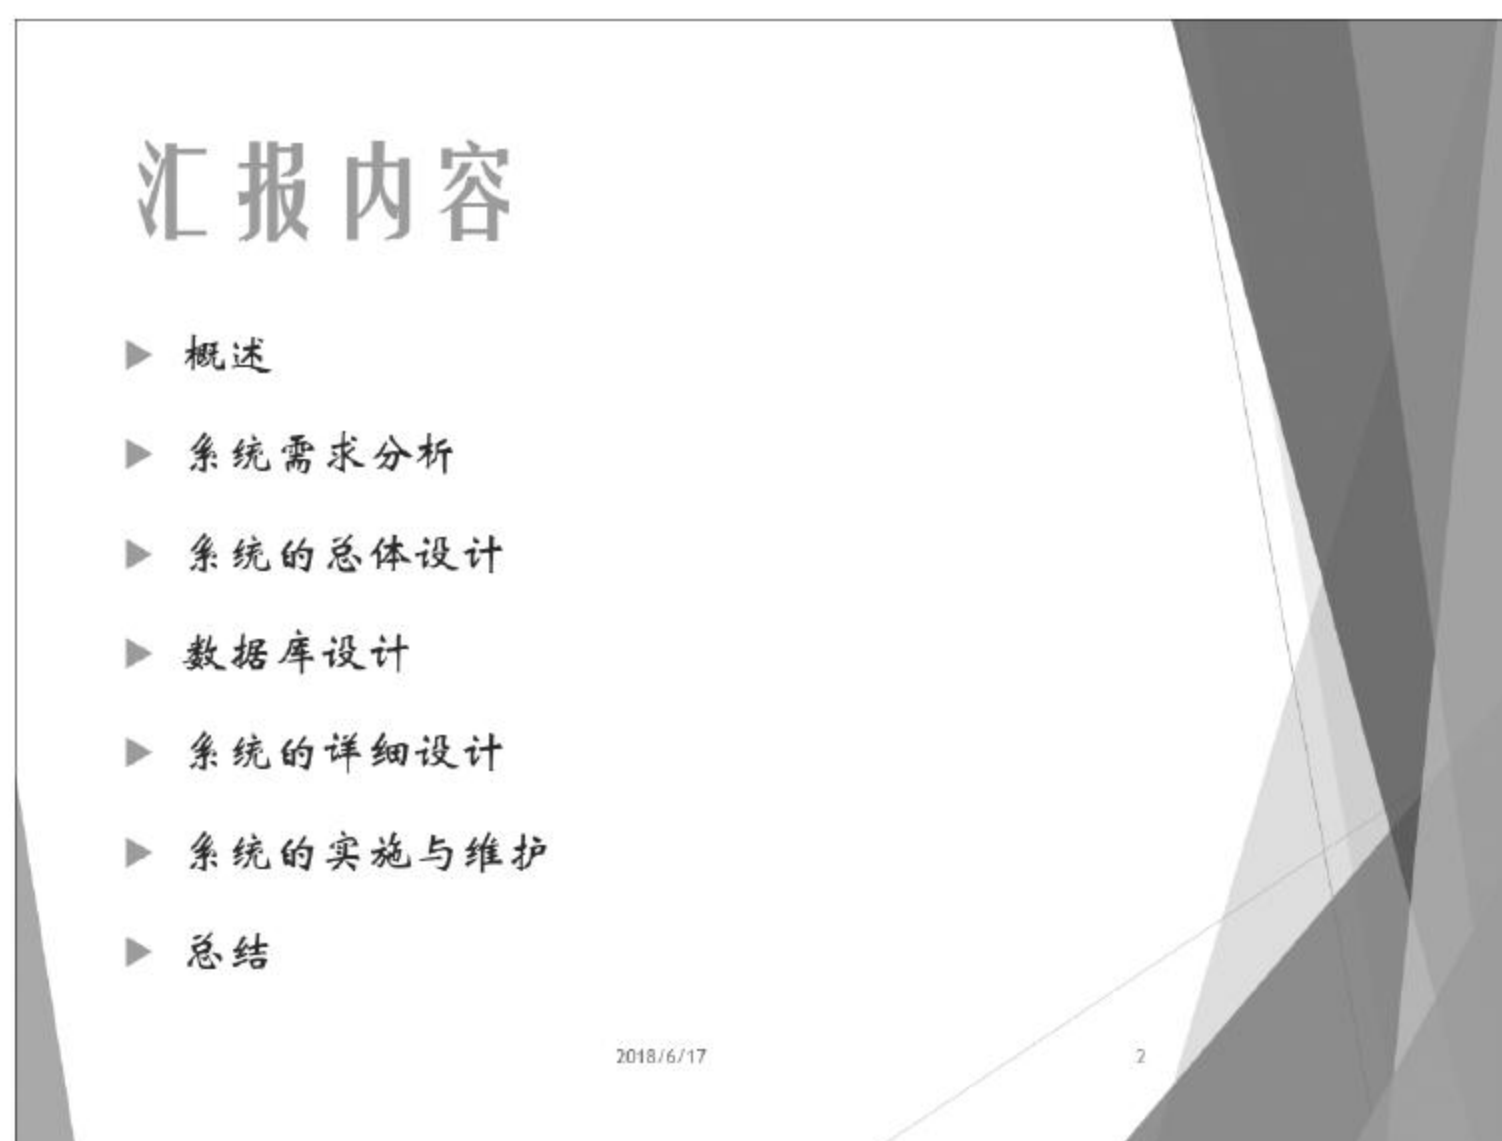 汇报内容
概述
系统需求分析
系统的总体设计
数据库设计
系统的详细设计
系统的实施与维护
总结
2018/6/17
2